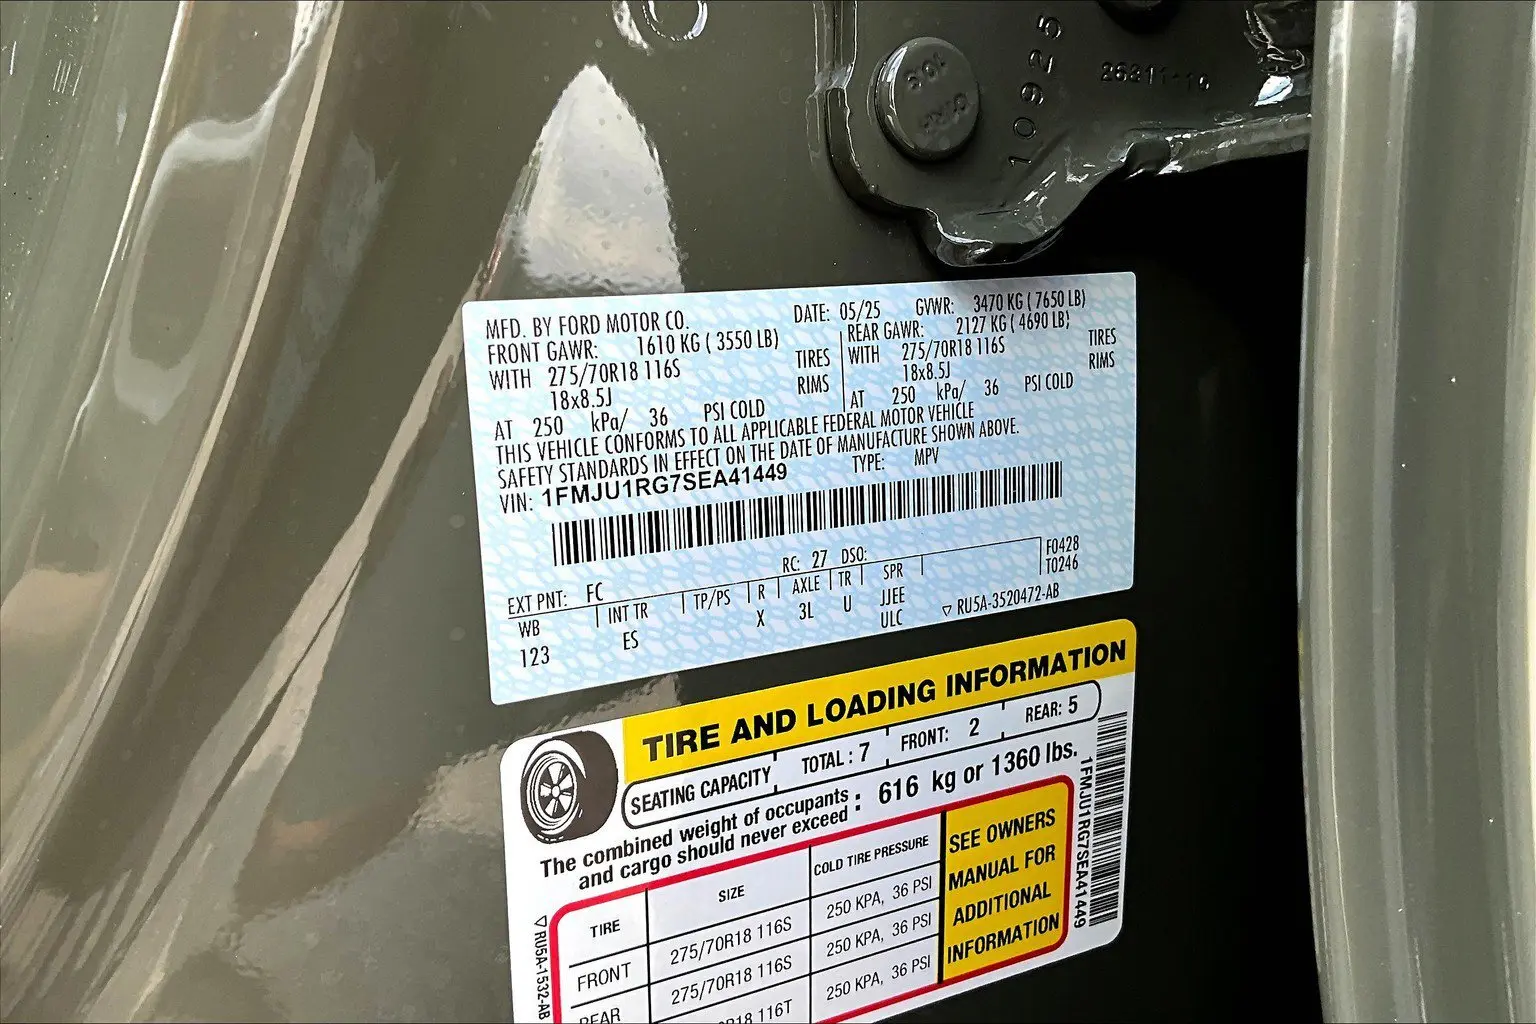 10925
MFD. BY FORD MOTOR CO.
DATE: 05/25 GVWR: 3470 KG ( 7650 LB)
FRONT GAWR: 1610 KG ( 3550 LB)
REAR GAWR: 2127 KG ( 4690 LB)
WITH 275/70R18 116S TIRES
WITH 275/70R18 116S TIRES
18x8.5J RIMS
18x8.5J RIMS
AT 250 kPa/ 36 PSI COLD
AT 250 kPa/ 36 PSI COLD
THIS VEHICLE CONFORMS TO ALL APPLICABLE FEDERAL MOTOR VEHICLE
SAFETY STANDARDS IN EFFECT ON THE DATE OF MANUFACTURE SHOWN ABOVE.
VIN: 1FMJU1RG7SEA41449 TYPE: MPV
EXT PNT: FC RC: 27 DSO: F0428
WB INT TR TP/PS R AXLE TR SPR T0246
123 ES X 3L U JJEE
ULC RU5A-3520472-AB
TIRE AND LOADING INFORMATION
SEATING CAPACITY TOTAL : 7 FRONT: 2 REAR: 5
The combined weight of occupants
and cargo should never exceed : 616 kg or 1360 lbs.
TIRE SIZE COLD TIRE PRESSURE
FRONT 275/70R18 116S 250 KPA, 36 PSI
REAR 275/70R18 116S 250 KPA, 36 PSI
116T 250 KPA, 36 PSI
SEE OWNERS
MANUAL FOR
ADDITIONAL
INFORMATION
1FMJU1RG7SEA41449
RU5A-1532-AB